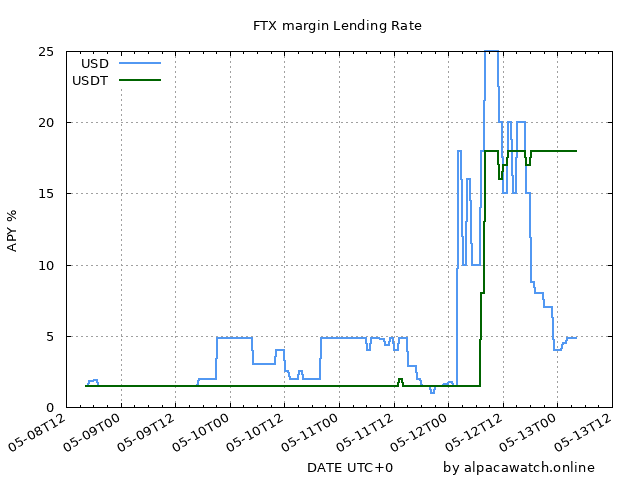 FTX margin Lending Rate
USD
USDT
25
20
15
10
5
0
APY %
05-08T12
05-09T00
05-09T12
05-10T00
05-10T12
05-11T00
05-11T12
05-12T00
05-12T12
05-13T00
05-13T12
DATE UTC+0
by alpacawatch.online